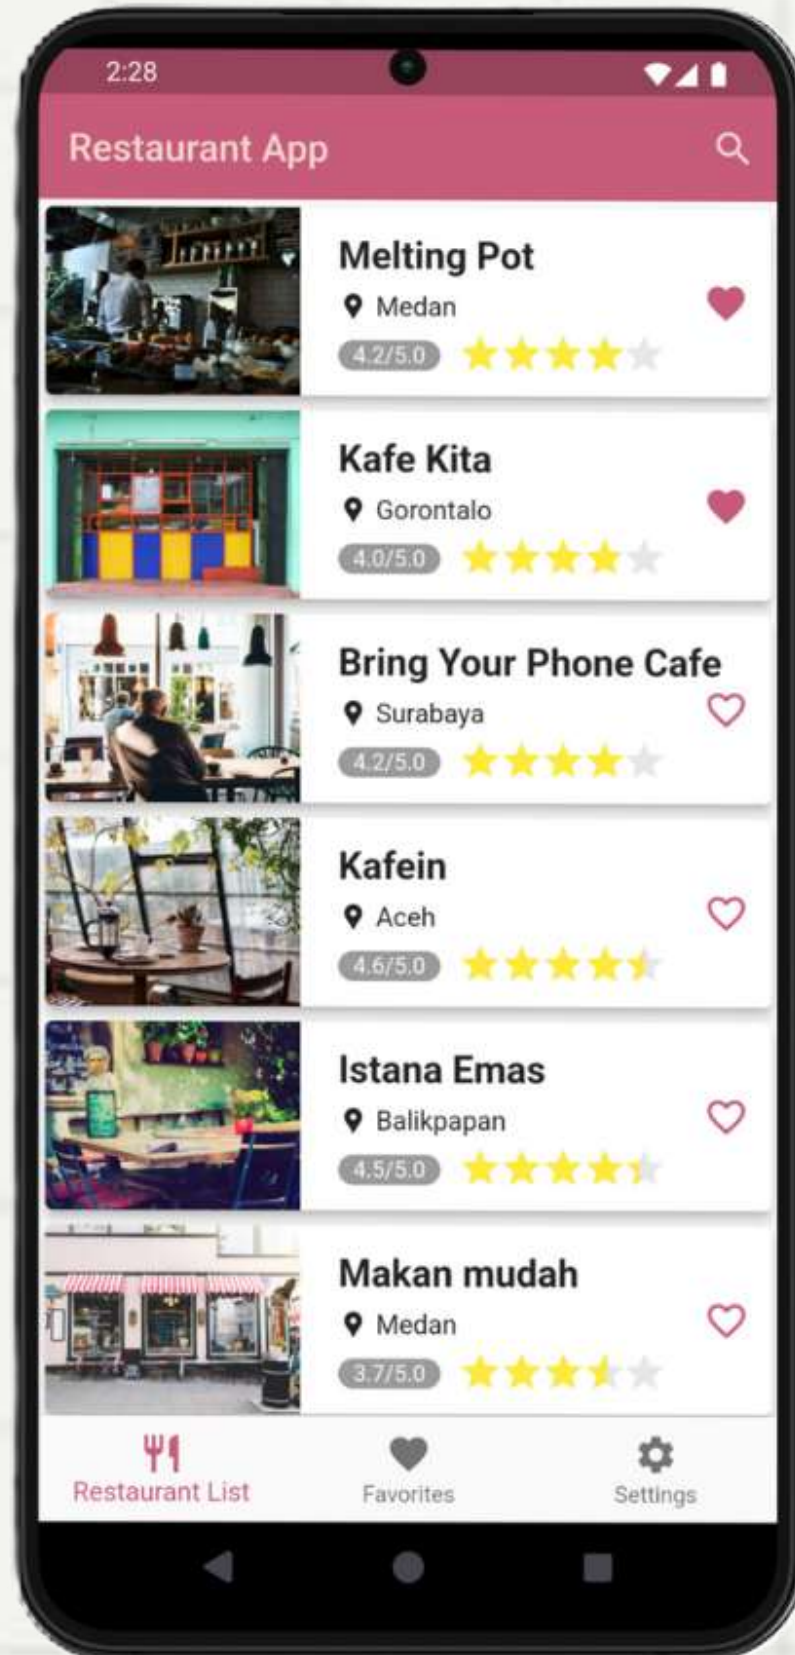 2:28
Restaurant App
Melting Pot
Medan
4.2/5.0
Kafe Kita
Gorontalo
4.0/5.0
Bring Your Phone Cafe
Surabaya
4.2/5.0
Kafein
Aceh
4.6/5.0
Istana Emas
Balikpapan
4.5/5.0
Makan mudah
Medan
3.7/5.0
Restaurant List
Favorites
Settings